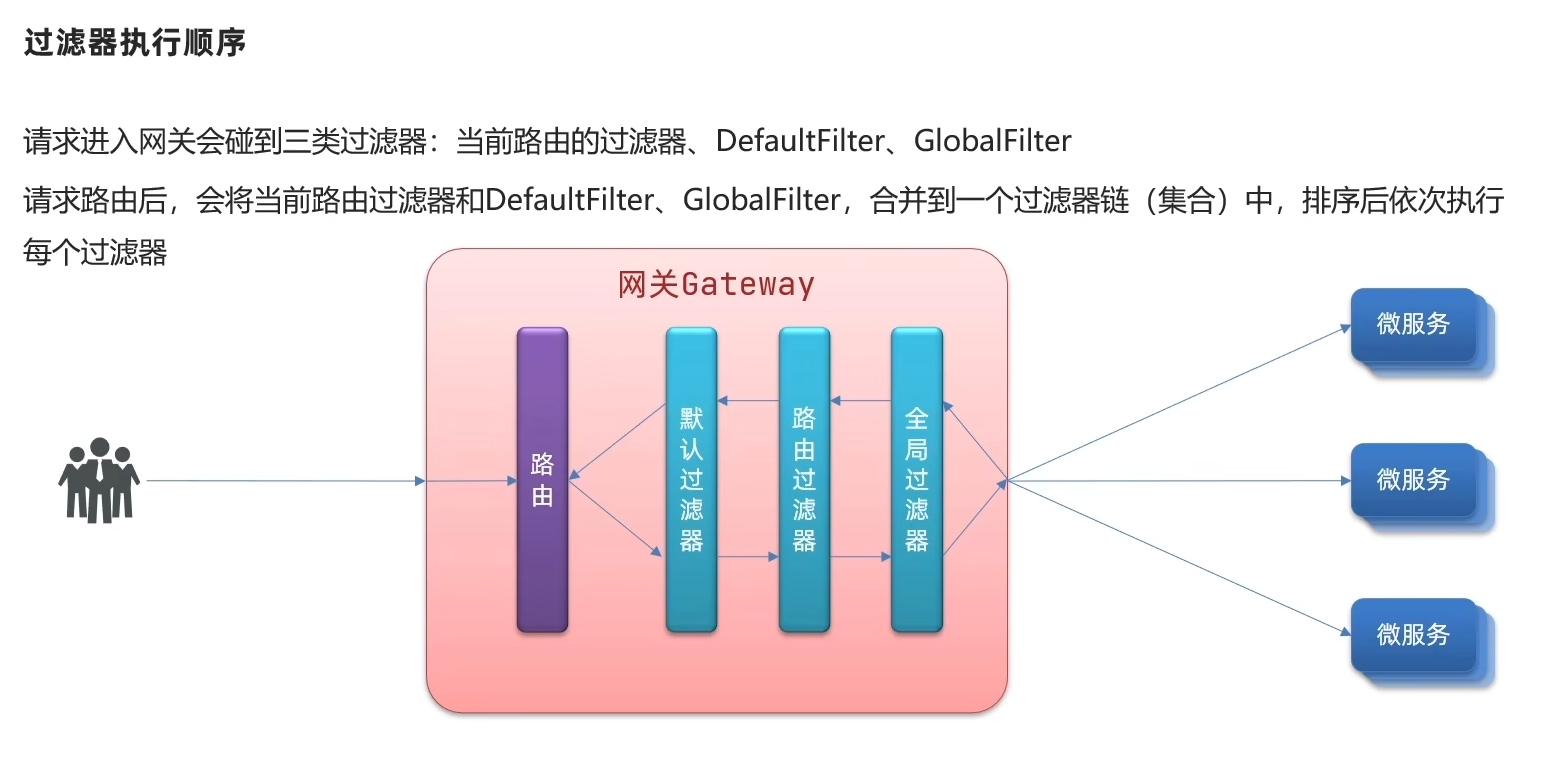 过滤器执行顺序
请求进入网关会碰到三类过滤器：当前路由的过滤器、DefaultFilter、GlobalFilter
请求路由后，会将当前路由过滤器和DefaultFilter、GlobalFilter，合并到一个过滤器链（集合）中，排序后依次执行
每个过滤器
网关Gateway
路由
默认过滤器
路由过滤器
全局过滤器
微服务
微服务
微服务